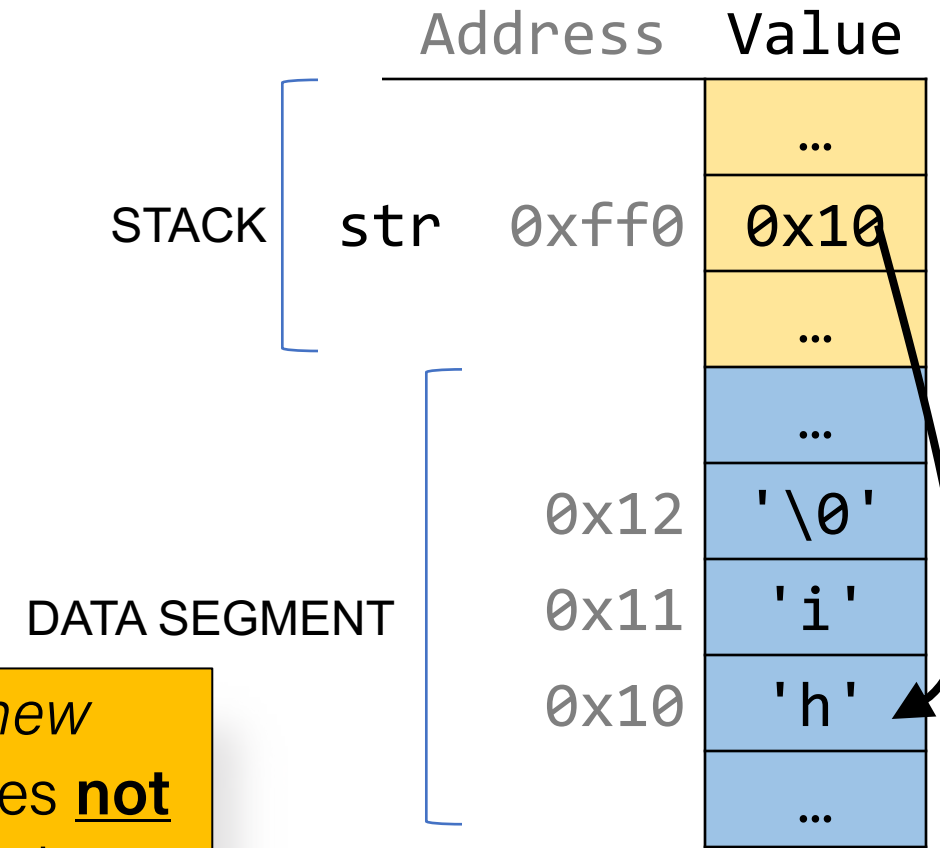 Address Value
…
STACK str 0xff0 0x10
…
…
0x12 '\0'
0x11 'i'
DATA SEGMENT
0x10 'h'
…
not